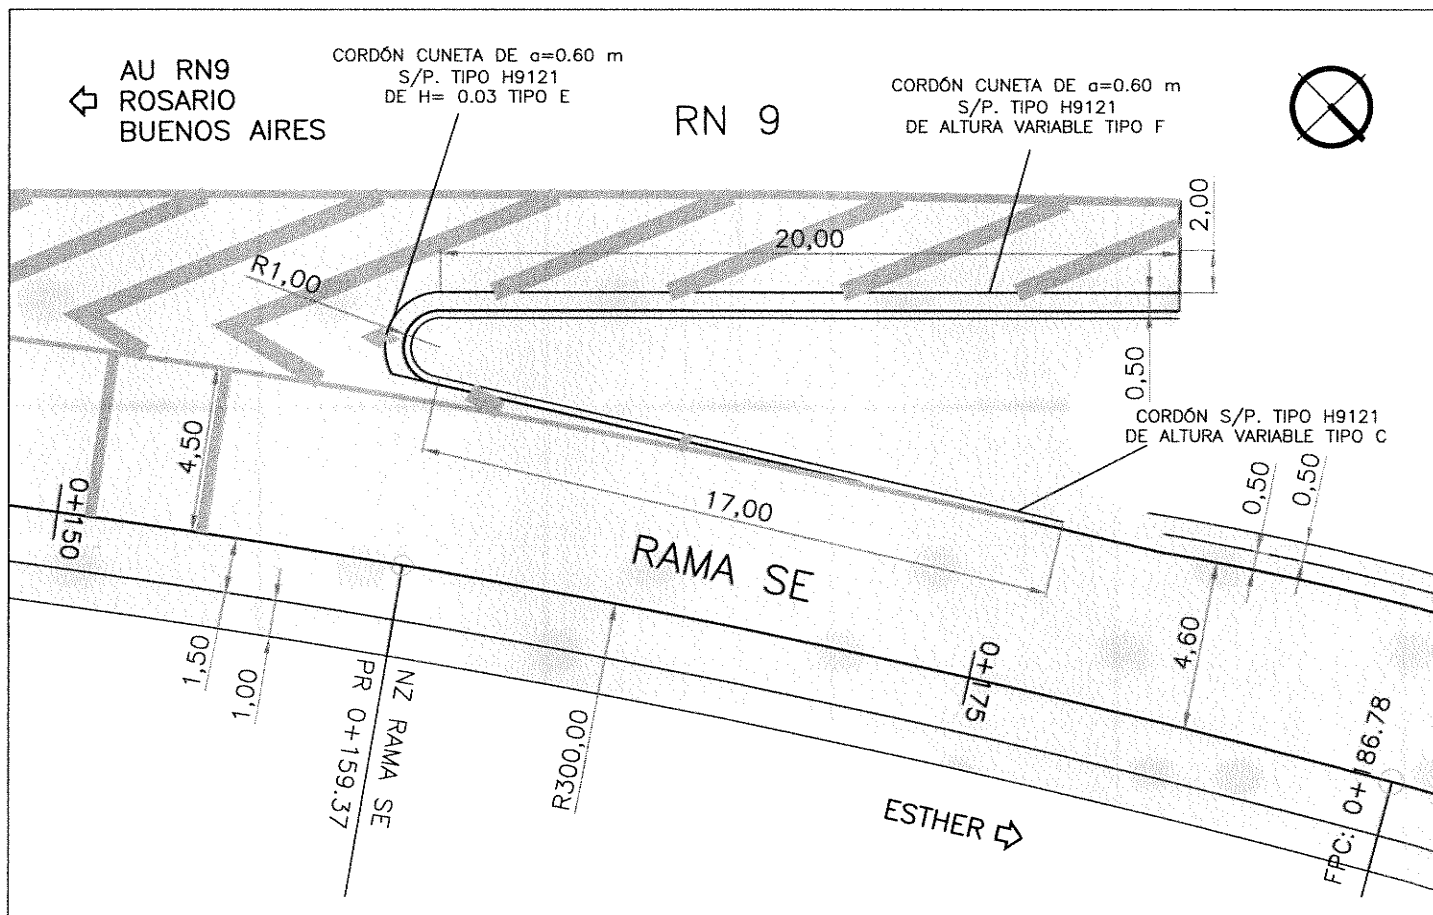 AU RN9
ROSARIO
BUENOS AIRES
CORDÓN CUNETA DE a=0.60 m
S/P. TIPO H9121
DE H= 0.03 TIPO E
RN 9
CORDÓN CUNETA DE a=0.60 m
S/P. TIPO H9121
DE ALTURA VARIABLE TIPO F
2,00
20,00
R1,00
0,50
CORDÓN S/P. TIPO H9121
DE ALTURA VARIABLE TIPO C
4,50
0,50
0,50
0+150
17,00
RAMA SE
4,60
0+175
1,50
1,00
NZ RAMA SE
PR 0+159.37
R300,00
ESTHER
FPC: 0+186.78